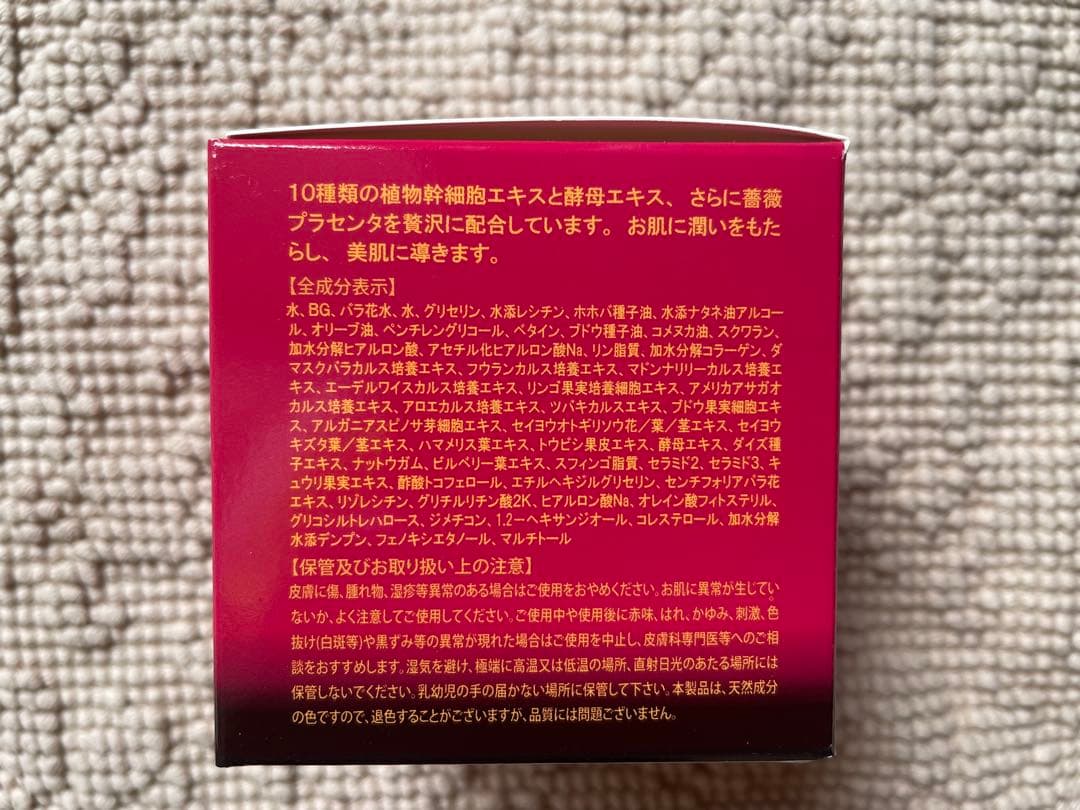 10種類の植物幹細胞エキスと酵母エキス、さらに薔薇
プラセンタを贅沢に配合しています。お肌に潤いをもた
らし、美肌に導きます。
【全成分表示】
水、BG、バラ花水、水、グリセリン、水添レシチン、ホホバ種子油、水添ナタネ油アルコー
ル、オリーブ油、ペンチレングリコール、ベタイン、ブドウ種子油、コメヌカ油、スクワラン、
加水分解ヒアルロン酸、アセチル化ヒアルロン酸Na、リン脂質、加水分解コラーゲン、ダ
マスクバラカルス培養エキス、フウランカルス培養エキス、マドンナリリーカルス培養エ
キス、エーデルワイスカルス培養エキス、リンゴ果実培養細胞エキス、アメリカアサガオ
カルス培養エキス、アロエカルス培養エキス、ツバキカルスエキス、ブドウ果実細胞エキ
ス、アルガニアスピノサ芽細胞エキス、セイヨウオトギリソウ花／葉／茎エキス、セイヨウ
キズタ葉／茎エキス、ハマメリス葉エキス、トウビシ果皮エキス、酵母エキス、ダイズ種
子エキス、ナットウガム、ビルベリー葉エキス、スフィンゴ脂質、セラミド2、セラミド3、キ
ュウリ果実エキス、酢酸トコフェロール、エチルヘキシルグリセリン、センチフォリアバラ花
エキス、リゾレシチン、グリチルリチン酸2K、ヒアルロン酸Na、オレイン酸フィトステリル、
グリコシルトレハロース、ジメチコン、1.2－ヘキサンジオール、コレステロール、加水分解
水添デンプン、フェノキシエタノール、マルチトール
【保管及びお取り扱い上の注意】
皮膚に傷、腫れ物、湿疹等異常のある場合はご使用をおやめください。お肌に異常が生じてい
ないか、よく注意してご使用してください。ご使用中や使用後に赤味、はれ、かゆみ、刺激、色
抜け(白斑等)や黒ずみ等の異常が現れた場合はご使用を中止し、皮膚科専門医等へのご相
談をおすすめします。湿気を避け、極端に高温又は低温の場所、直射日光のあたる場所には
保管しないでください。乳幼児の手の届かない場所に保管して下さい。本製品は、天然成分
の色ですので、退色することがございますが、品質には問題ございません。